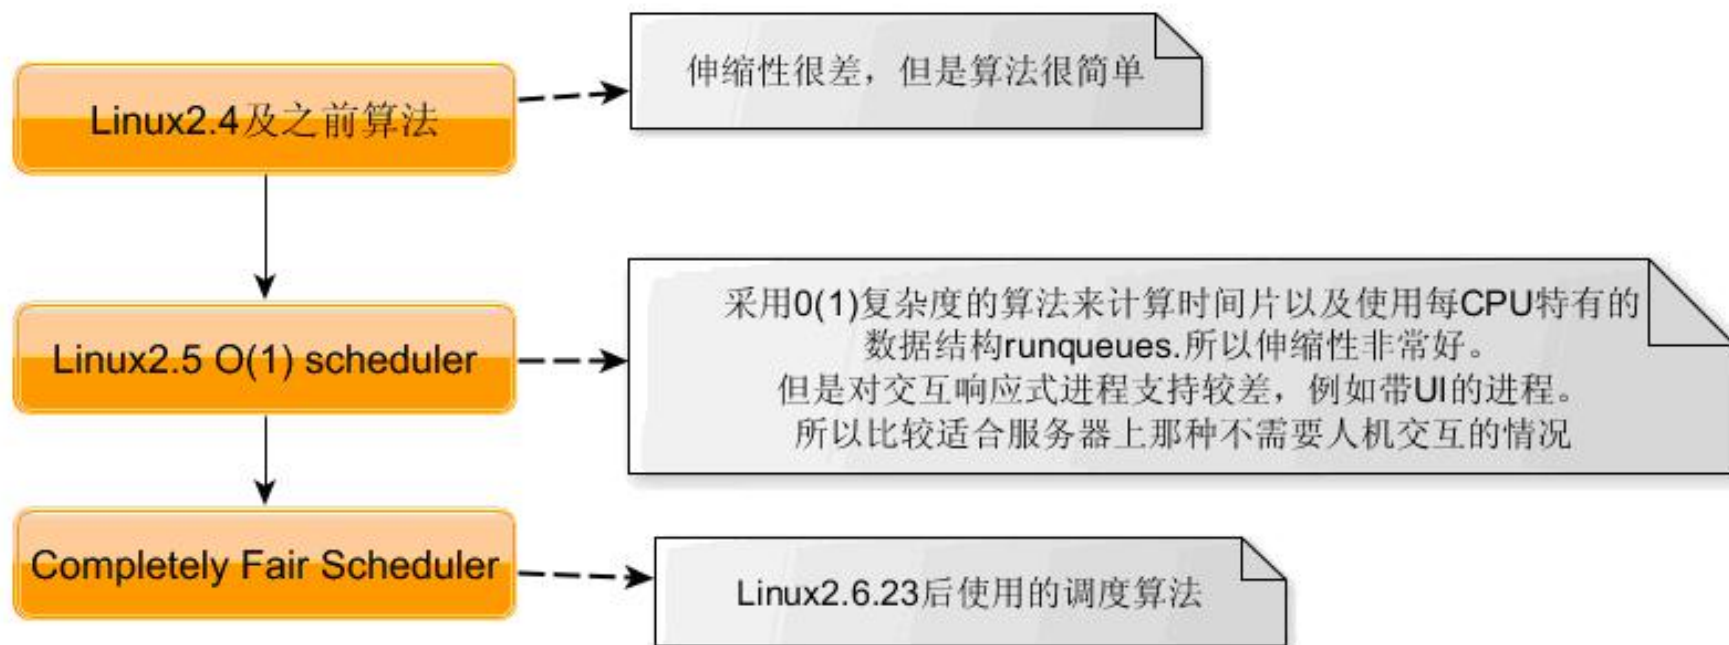 Linux2.4及之前算法
伸缩性很差，但是算法很简单
Linux2.5 O(1) scheduler
采用0(1)复杂度的算法来计算时间片以及使用每CPU特有的
数据结构runqueues.所以伸缩性非常好。
但是对交互响应式进程支持较差，例如带UI的进程。
所以比较适合服务器上那种不需要人机交互的情况
Completely Fair Scheduler
Linux2.6.23后使用的调度算法